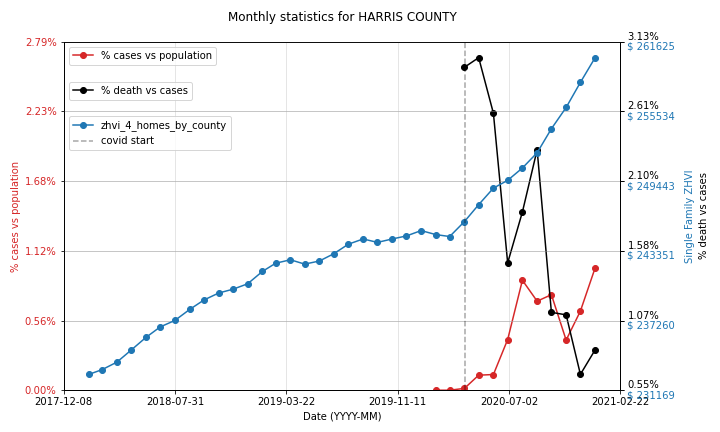 Monthly statistics for HARRIS COUNTY
% cases vs population
% death vs cases
zhvi_4_homes_by_county
covid start
2.79%
2.23%
1.68%
1.12%
0.56%
0.00%
% cases vs population
3.13%
$ 261625
2.61%
$ 255534
2.10%
$ 249443
1.58%
$ 243351
1.07%
$ 237260
0.55%
$ 231169
Single Family ZHVI
% death vs cases
2017-12-08
2018-07-31
2019-03-22
2019-11-11
2020-07-02
2021-02-22
Date (YYYY-MM)